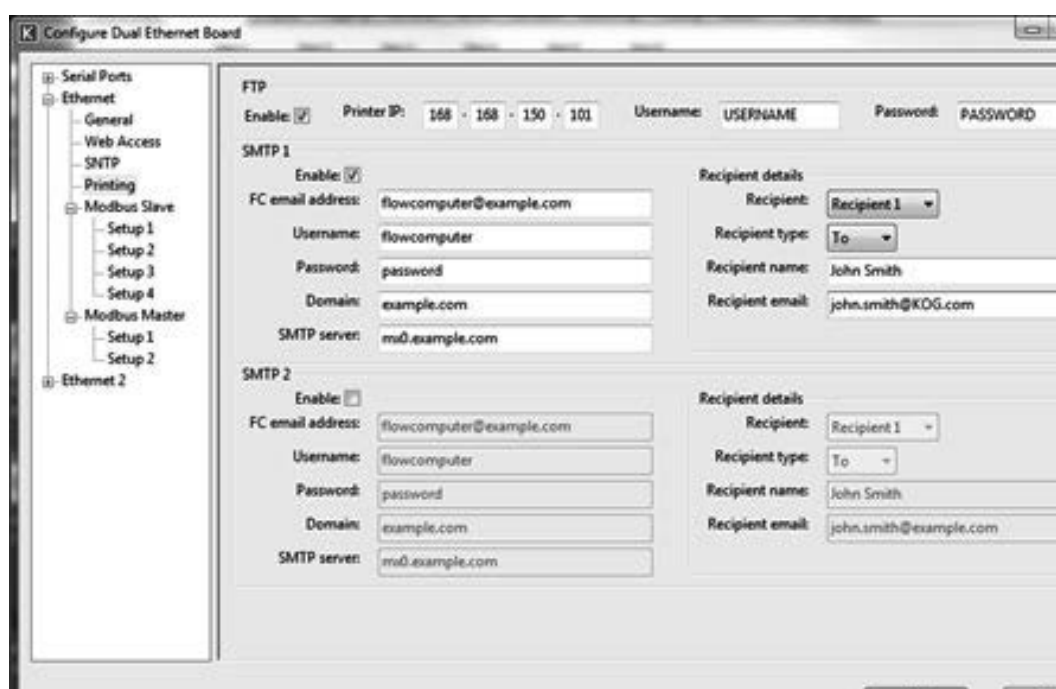 Configure Dual Ethernet Board
Serial Ports
Ethernet
General
Web Access
SNTP
Printing
Modbus Slave
Setup 1
Setup 2
Setup 3
Setup 4
Modbus Master
Setup 1
Setup 2
Ethernet 2
FTP
Enable: Printer IP: 168 - 168 - 150 - 101 Username: USERNAME Password: PASSWORD
SMTP 1
Enable:
FC email address: flowcomputer@example.com
Username: flowcomputer
Password: password
Domain: example.com
SMTP server: mx0.example.com
Recipient details
Recipient: Recipient 1
Recipient type: To
Recipient name: John Smith
Recipient email: john.smith@KOG.com
SMTP 2
Enable:
FC email address: flowcomputer@example.com
Username: flowcomputer
Password: password
Domain: example.com
SMTP server: mx0.example.com
Recipient details
Recipient: Recipient 1
Recipient type: To
Recipient name: John Smith
Recipient email: john.smith@example.com